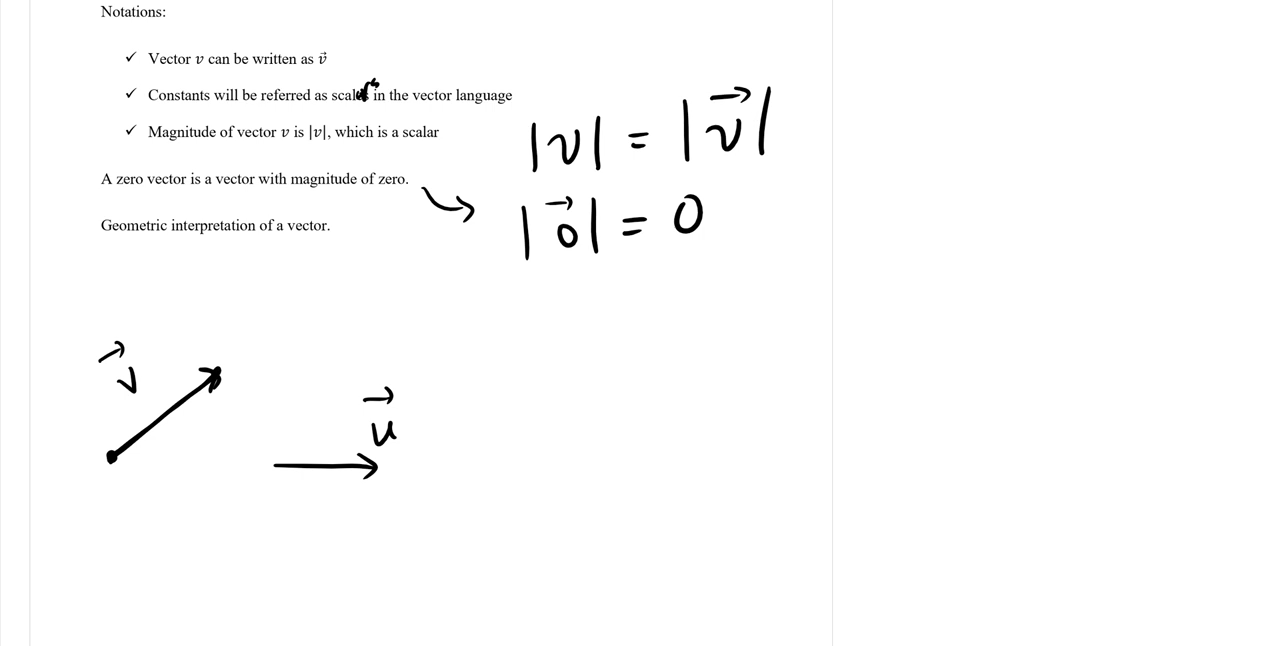 Notations:
✓ Vector v can be written as v⃗
✓ Constants will be referred as scalars in the vector language
✓ Magnitude of vector v is |v|, which is a scalar
|v| = |v⃗|
A zero vector is a vector with magnitude of zero.
|0⃗| = 0
Geometric interpretation of a vector.
v⃗
u⃗